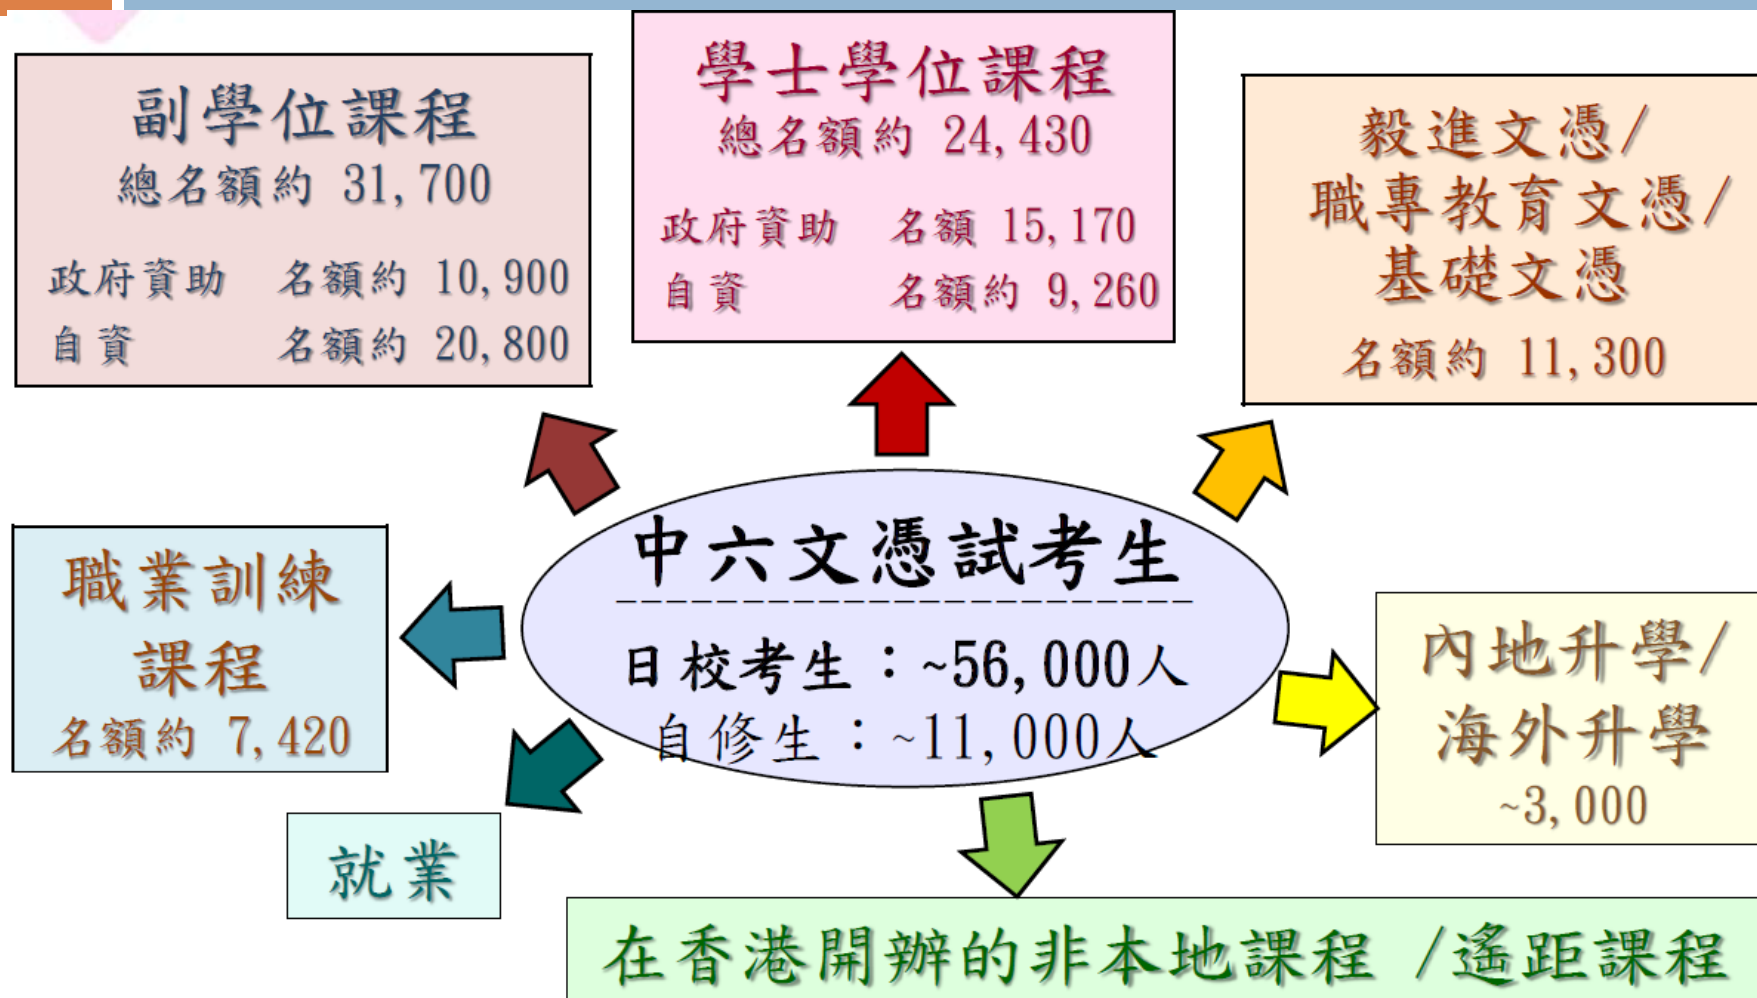 副學位課程
總名額約 31,700
政府資助 名額約 10,900
自資 名額約 20,800
學士學位課程
總名額約 24,430
政府資助 名額 15,170
自資 名額約 9,260
毅進文憑/
職專教育文憑/
基礎文憑
名額約 11,300
中六文憑試考生
日校考生：~56,000人
自修生：~11,000人
職業訓練
課程
名額約 7,420
內地升學/
海外升學
~3,000
就業
在香港開辦的非本地課程 /遙距課程